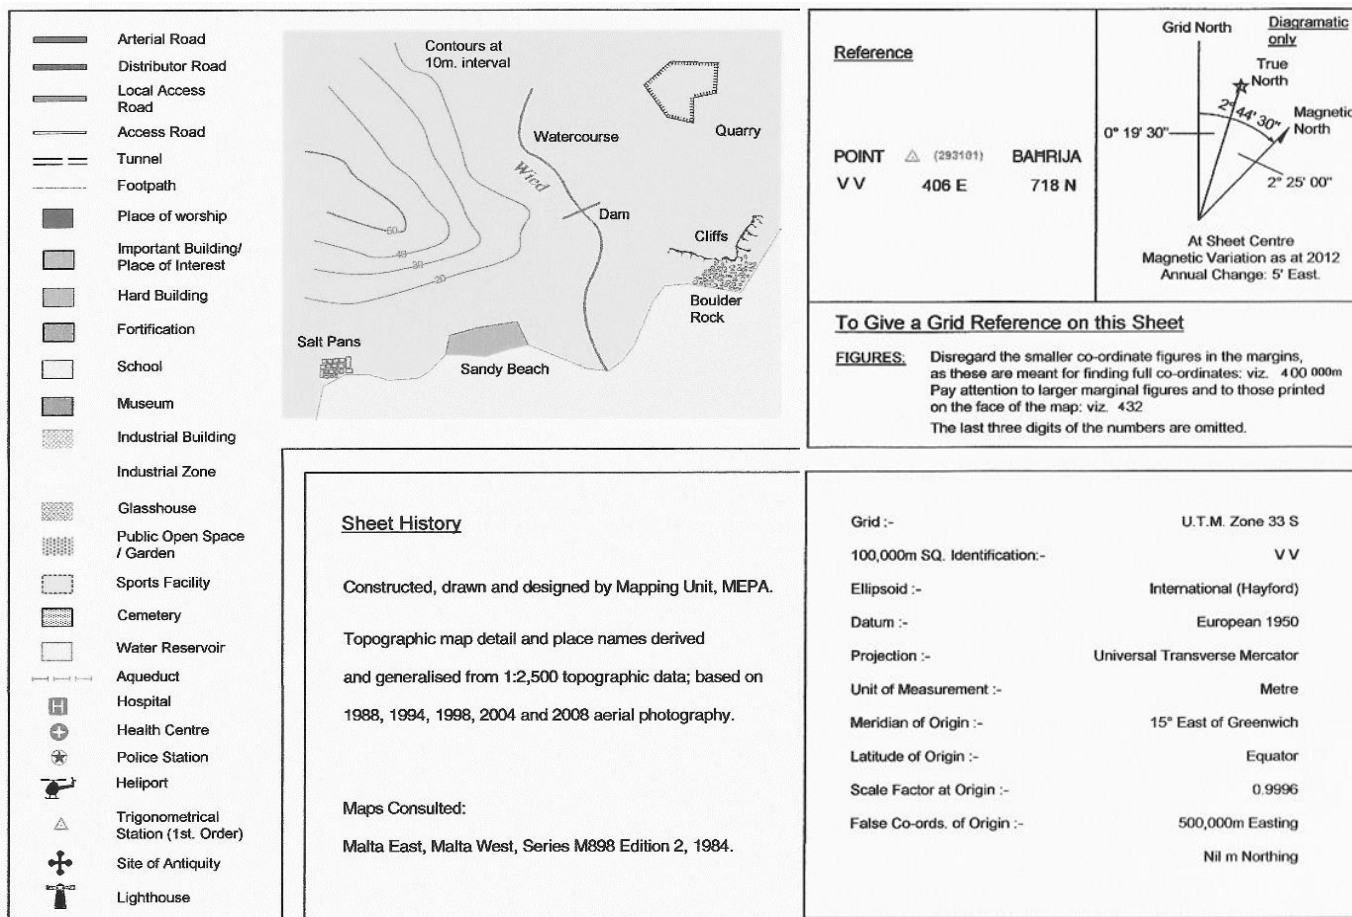 Arterial Road
Distributor Road
Local Access
Road
Access Road
Tunnel
Footpath
Place of worship
Important Building/
Place of Interest
Hard Building
Fortification
School
Museum
Industrial Building
Industrial Zone
Glasshouse
Public Open Space
/ Garden
Sports Facility
Cemetery
Water Reservoir
Aqueduct
H
Hospital
Health Centre
Police Station
Heliport
Trigonometrical
Station (1st. Order)
Site of Antiquity
Lighthouse
Contours at
10m. interval
Watercourse
Quarry
Wied
Dam
Cliffs
60
40
30
20
Boulder
Rock
Salt Pans
Sandy Beach
Reference
POINT (293101) BAĦRIJA
V V 406 E 718 N
Grid North
Diagramatic
only
True
North
2° 44' 30"
Magnetic
North
0° 19' 30"
2° 25' 00"
At Sheet Centre
Magnetic Variation as at 2012
Annual Change: 5' East.
To Give a Grid Reference on this Sheet
FIGURES: Disregard the smaller co-ordinate figures in the margins,
as these are meant for finding full co-ordinates: viz. 400 000m
Pay attention to larger marginal figures and to those printed
on the face of the map: viz. 432
The last three digits of the numbers are omitted.
Sheet History
Constructed, drawn and designed by Mapping Unit, MEPA.
Topographic map detail and place names derived
and generalised from 1:2,500 topographic data; based on
1988, 1994, 1998, 2004 and 2008 aerial photography.
Maps Consulted:
Malta East, Malta West, Series M898 Edition 2, 1984.
Grid :- U.T.M. Zone 33 S
100,000m SQ. Identification:- V V
Ellipsoid :- International (Hayford)
Datum :- European 1950
Projection :- Universal Transverse Mercator
Unit of Measurement :- Metre
Meridian of Origin :- 15° East of Greenwich
Latitude of Origin :- Equator
Scale Factor at Origin :- 0.9996
False Co-ords. of Origin :- 500,000m Easting
Nil m Northing